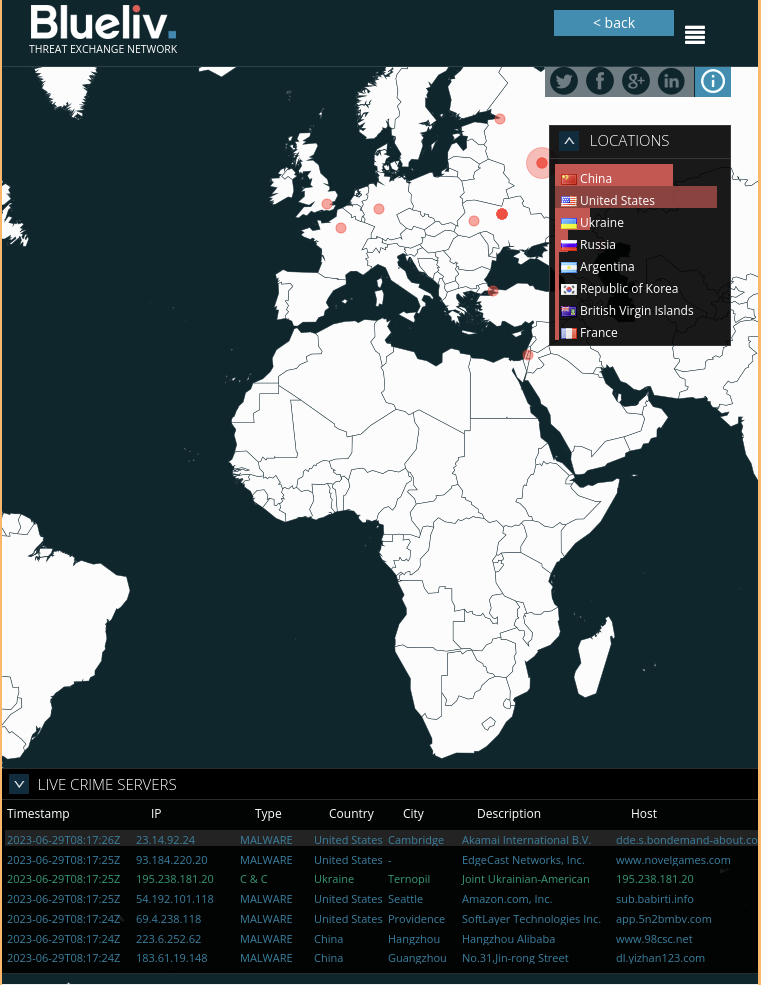 Blueliv.
THREAT EXCHANGE NETWORK
< back
LOCATIONS
China
United States
Ukraine
Russia
Argentina
Republic of Korea
British Virgin Islands
France
LIVE CRIME SERVERS
Timestamp IP Type Country City Description Host
2023-06-29T08:17:26Z 23.14.92.24 MALWARE United States Cambridge Akamai International B.V. dde.s.bondemand-about.co
2023-06-29T08:17:25Z 93.184.220.20 MALWARE United States - EdgeCast Networks, Inc. www.novelgames.com
2023-06-29T08:17:25Z 195.238.181.20 C & C Ukraine Ternopil Joint Ukrainian-American 195.238.181.20
2023-06-29T08:17:25Z 54.192.101.118 MALWARE United States Seattle Amazon.com, Inc. sub.babirti.info
2023-06-29T08:17:24Z 69.4.238.118 MALWARE United States Providence SoftLayer Technologies Inc. app.5n2bmbv.com
2023-06-29T08:17:24Z 223.6.252.62 MALWARE China Hangzhou Hangzhou Alibaba www.98csc.net
2023-06-29T08:17:24Z 183.61.19.148 MALWARE China Guangzhou No.31,Jin-rong Street dl.yizhan123.com